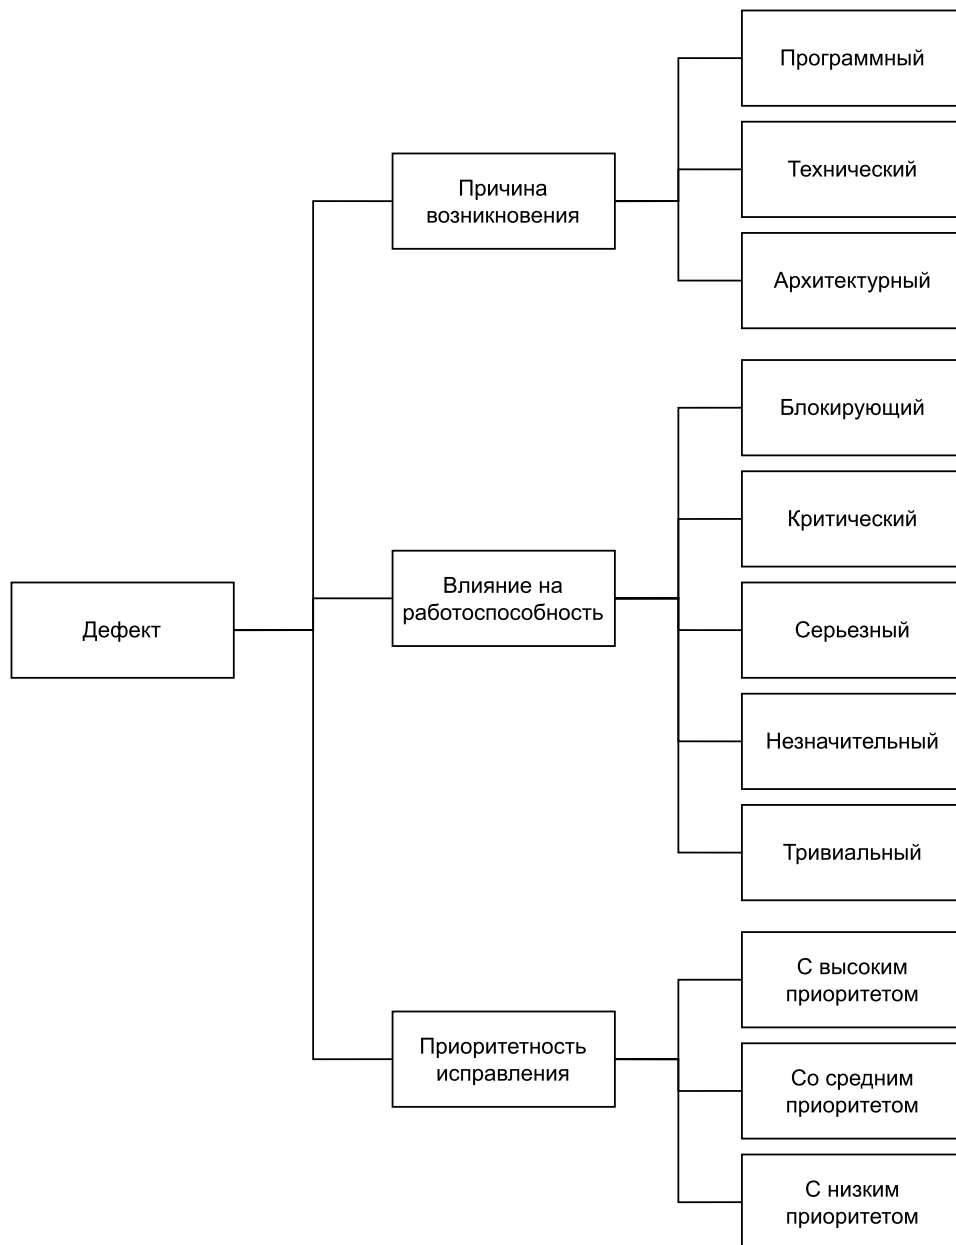 Программный
Технический
Причина
возникновения
Архитектурный
Блокирующий
Критический
Влияние на
работоспособность
Дефект
Серьезный
Незначительный
Тривиальный
С высоким
приоритетом
Приоритетность
исправления
Со средним
приоритетом
С низким
приоритетом